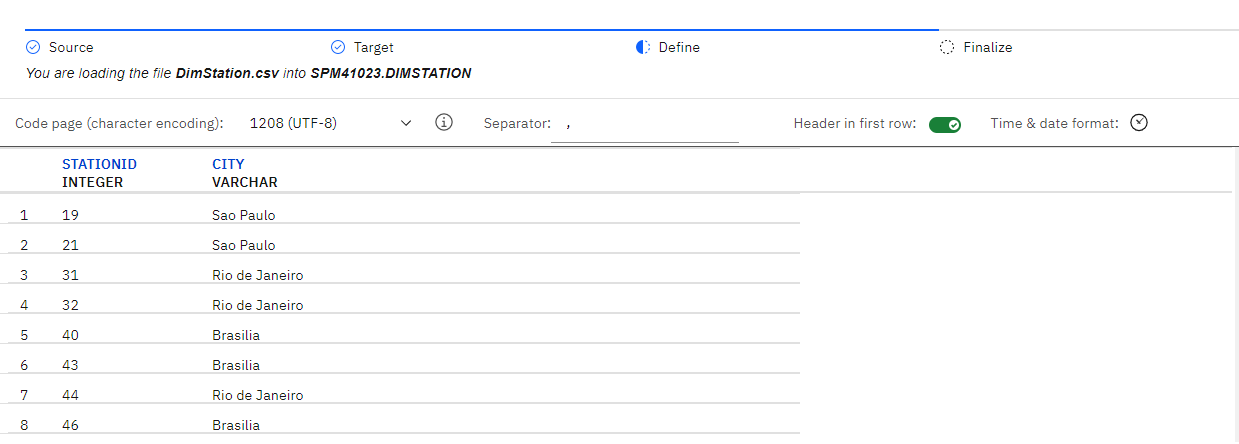 Source Target Define Finalize
You are loading the file DimStation.csv into SPM41023.DIMSTATION
Code page (character encoding): 1208 (UTF-8) Separator: , Header in first row: Time & date format:
STATIONID CITY
INTEGER VARCHAR
1 19 Sao Paulo
2 21 Sao Paulo
3 31 Rio de Janeiro
4 32 Rio de Janeiro
5 40 Brasilia
6 43 Brasilia
7 44 Rio de Janeiro
8 46 Brasilia